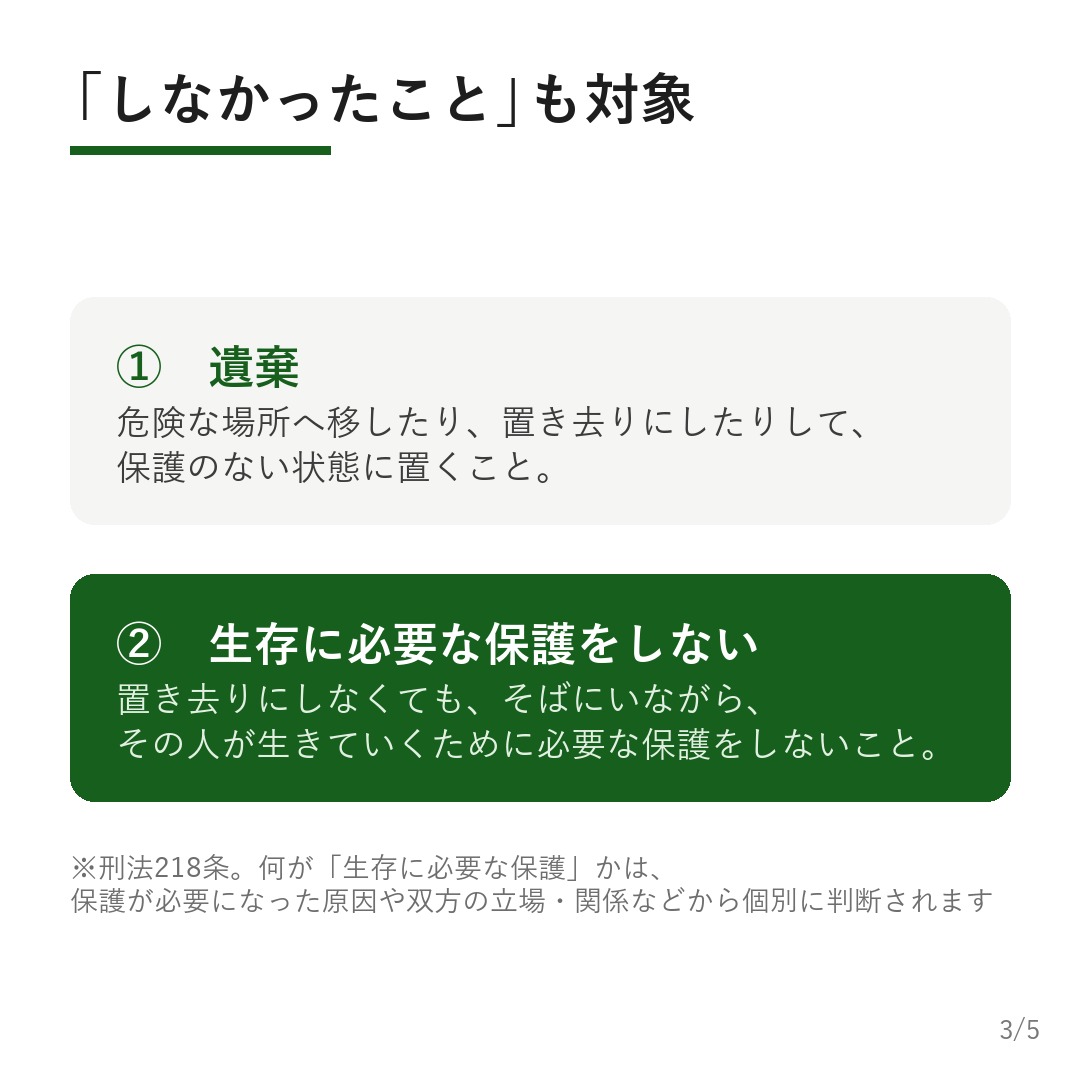 「しなかったこと」も対象
①　遺棄
危険な場所へ移したり、置き去りにしたりして、
保護のない状態に置くこと。
②　生存に必要な保護をしない
置き去りにしなくても、そばにいながら、
その人が生きていくために必要な保護をしないこと。
※刑法218条。何が「生存に必要な保護」かは、
保護が必要になった原因や双方の立場・関係などから個別に判断されます
3/5